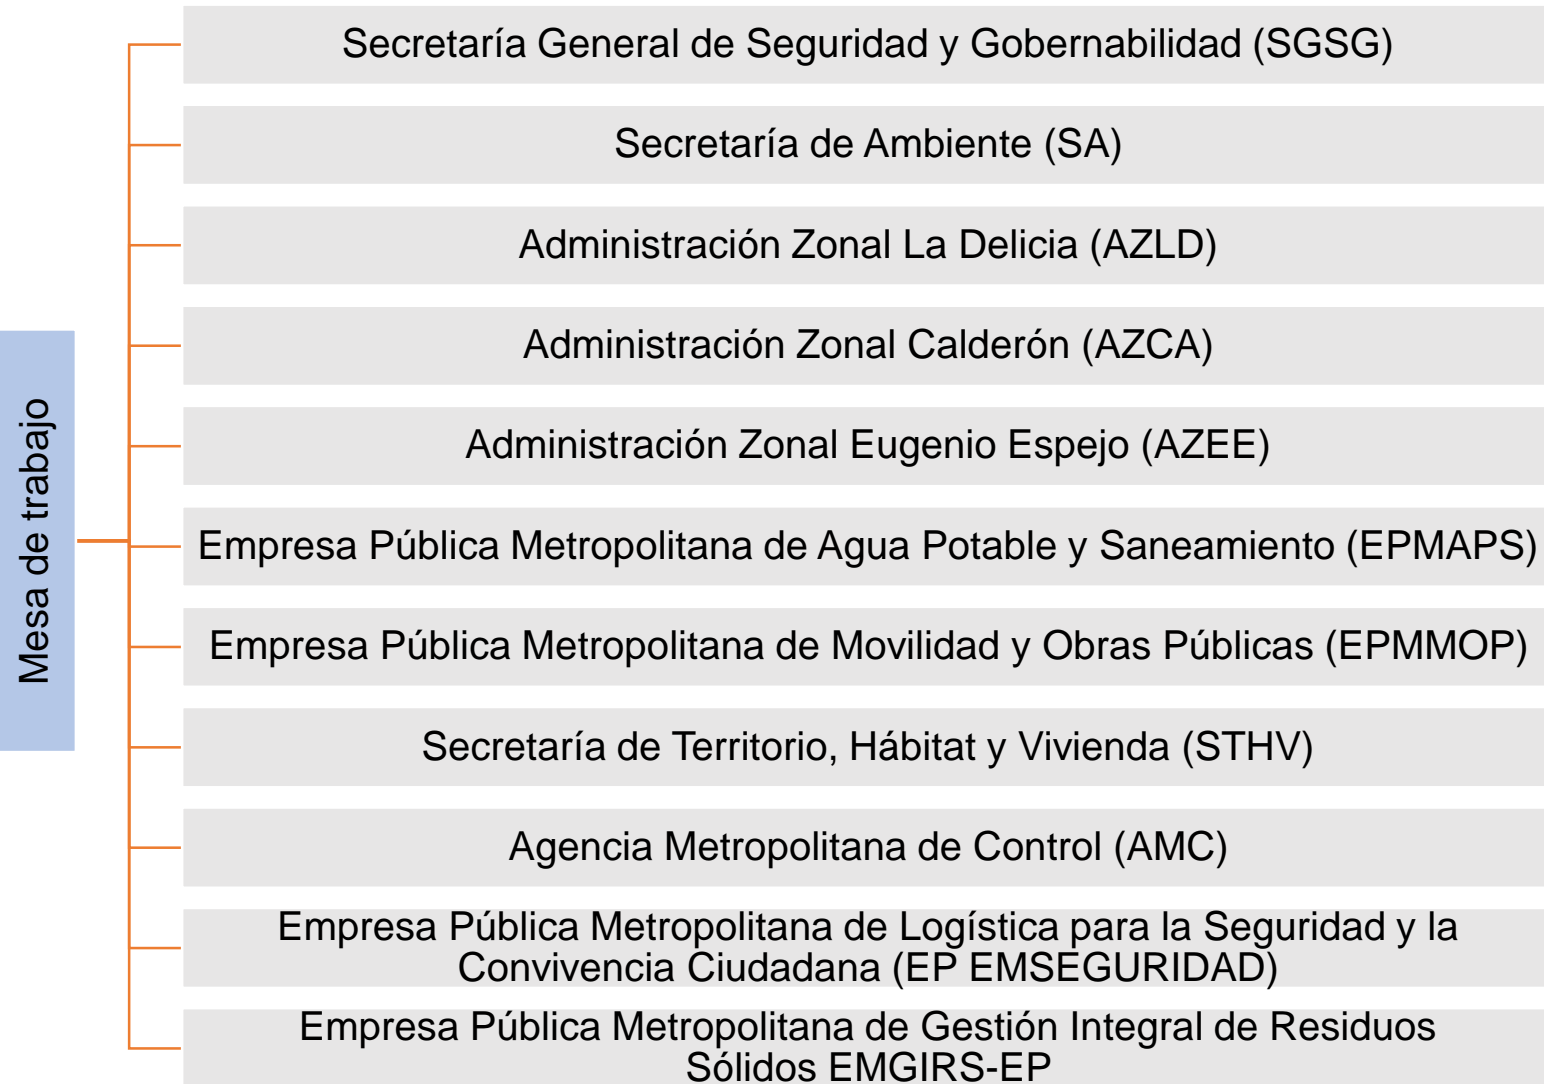 Mesa de trabajo
Secretaría General de Seguridad y Gobernabilidad (SGSG)
Secretaría de Ambiente (SA)
Administración Zonal La Delicia (AZLD)
Administración Zonal Calderón (AZCA)
Administración Zonal Eugenio Espejo (AZEE)
Empresa Pública Metropolitana de Agua Potable y Saneamiento (EPMAPS)
Empresa Pública Metropolitana de Movilidad y Obras Públicas (EPMMOP)
Secretaría de Territorio, Hábitat y Vivienda (STHV)
Agencia Metropolitana de Control (AMC)
Empresa Pública Metropolitana de Logística para la Seguridad y la
Convivencia Ciudadana (EP EMSEGURIDAD)
Empresa Pública Metropolitana de Gestión Integral de Residuos
Sólidos EMGIRS-EP